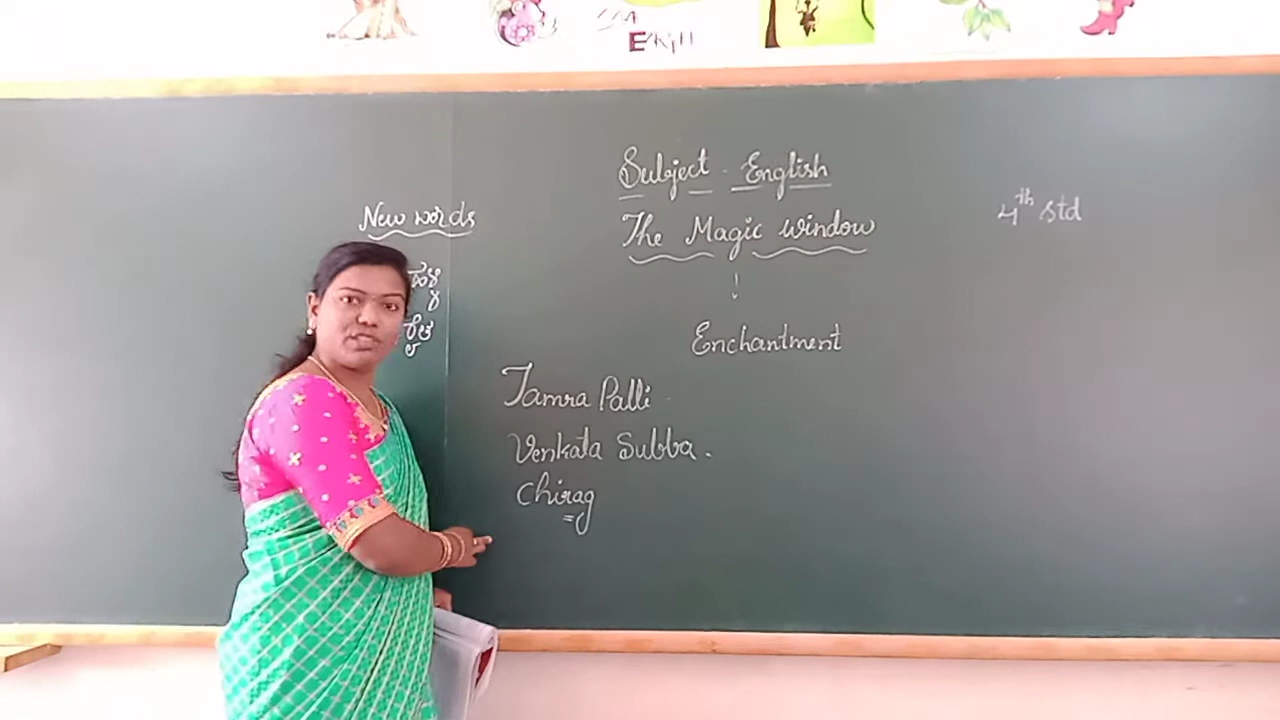 Subject - English
4th std
New words
The Magic Window
Enchantment
Tamra Palli
Venkata Subba.
Chirag